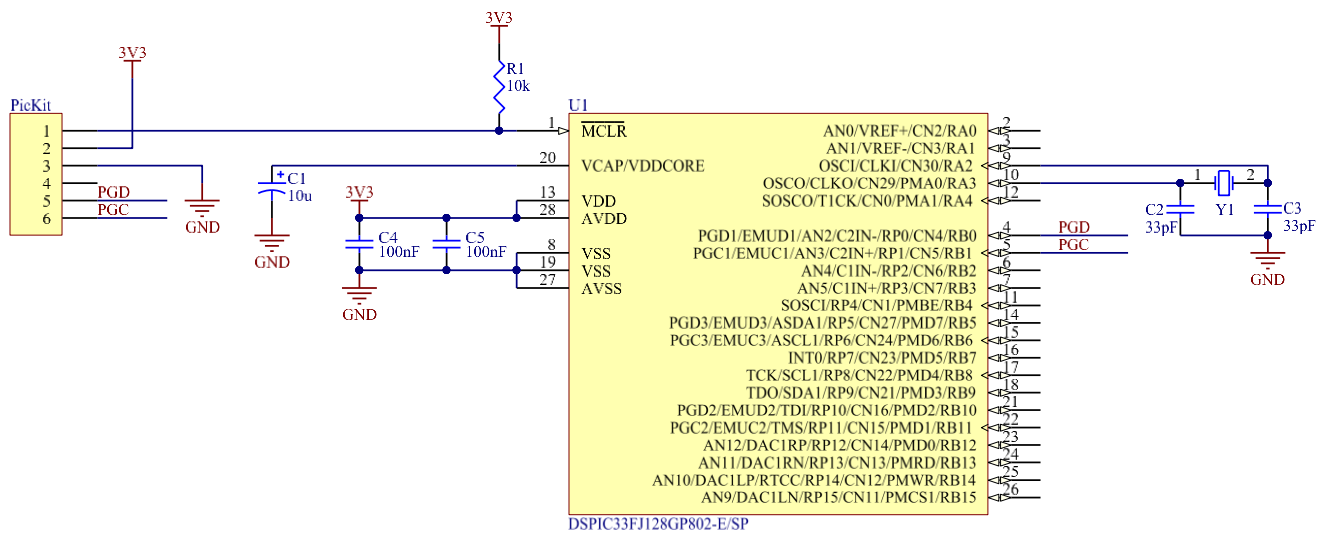 3V3
3V3
R1
10k
PicKit
1
2
3
4
5
6
PGD
PGC
GND
C1
+
10u
GND
3V3
C4
100nF
C5
100nF
GND
U1
1 MCLR
20 VCAP/VDDCORE
13 VDD
28 AVDD
8 VSS
19 VSS
27 AVSS
AN0/VREF+/CN2/RA0 2
AN1/VREF-/CN3/RA1 3
OSCI/CLKI/CN30/RA2 9
OSCO/CLKO/CN29/PMA0/RA3 10
SOSCO/T1CK/CN0/PMA1/RA4 12
PGD1/EMUD1/AN2/C2IN-/RP0/CN4/RB0 4 PGD
PGC1/EMUC1/AN3/C2IN+/RP1/CN5/RB1 5 PGC
AN4/C1IN-/RP2/CN6/RB2 6
AN5/C1IN+/RP3/CN7/RB3 7
SOSCI/RP4/CN1/PMBE/RB4 11
PGD3/EMUD3/ASDA1/RP5/CN27/PMD7/RB5 14
PGC3/EMUC3/ASCL1/RP6/CN24/PMD6/RB6 15
INT0/RP7/CN23/PMD5/RB7 16
TCK/SCL1/RP8/CN22/PMD4/RB8 17
TDO/SDA1/RP9/CN21/PMD3/RB9 18
PGD2/EMUD2/TDI/RP10/CN16/PMD2/RB10 21
PGC2/EMUC2/TMS/RP11/CN15/PMD1/RB11 22
AN12/DAC1RP/RP12/CN14/PMD0/RB12 23
AN11/DAC1RN/RP13/CN13/PMRD/RB13 24
AN10/DAC1LP/RTCC/RP14/CN12/PMWR/RB14 25
AN9/DAC1LN/RP15/CN11/PMCS1/RB15 26
DSPIC33FJ128GP802-E/SP
1 2
Y1
C2
33pF
C3
33pF
GND